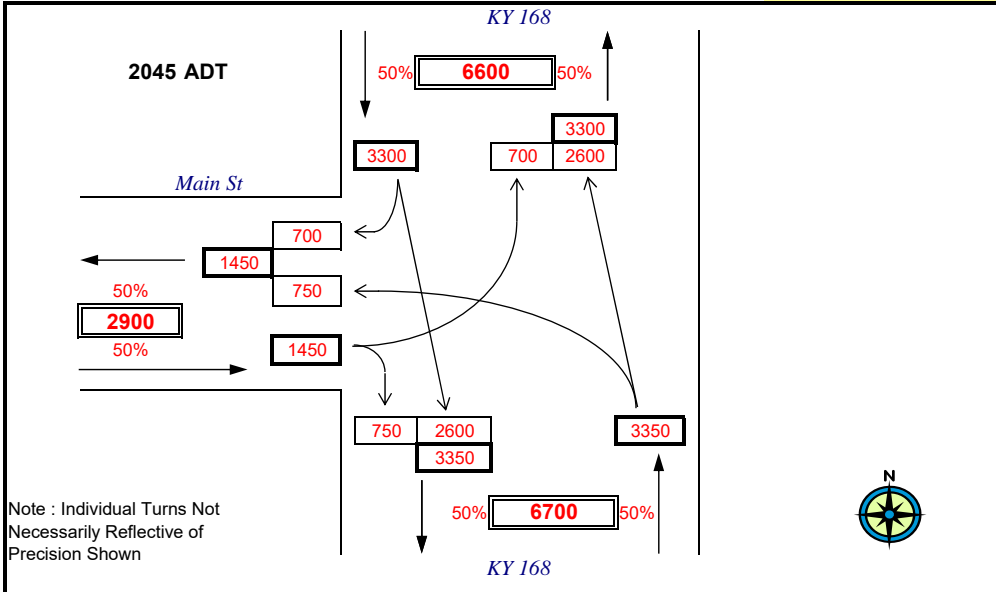 KY 168
2045 ADT
50% 6600 50%
3300
3300
700 2600
Main St
700
1450
750
50%
2900
50%
1450
750 2600
3350
3350
N
Note : Individual Turns Not
Necessarily Reflective of
Precision Shown
50% 6700 50%
KY 168